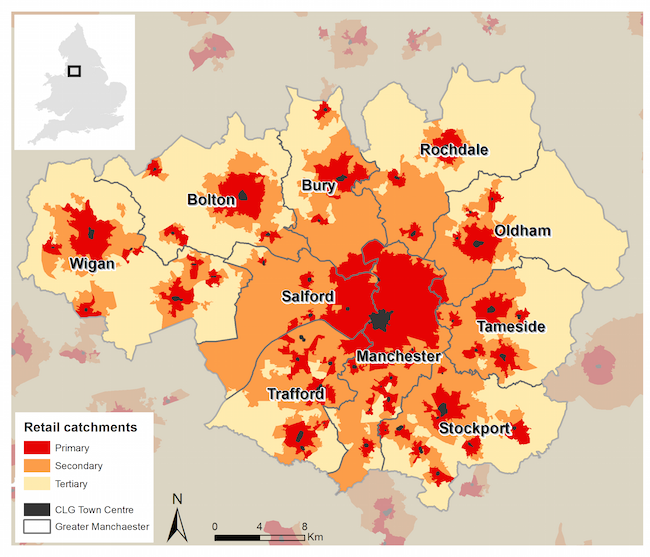 Rochdale
Bury
Bolton
Oldham
Wigan
Salford
Tameside
Manchester
Trafford
Stockport
Retail catchments
Primary
Secondary
Tertiary
CLG Town Centre
Greater Manchaester
N
0 4 8
Km